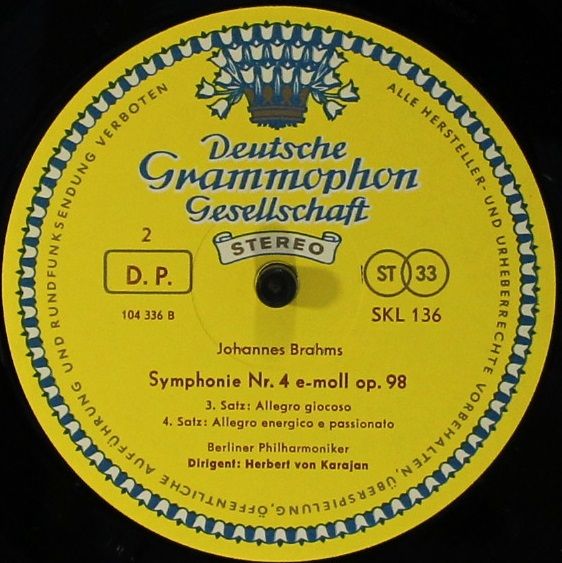 ALLE HERSTELLER- UND URHEBERRECHTE VORBEHALTEN, ÜBERSPIELUNG, ÖFFENTLICHE AUFFÜHRUNG UND RUNDFUNKSENDUNG VERBOTEN
Deutsche
Grammophon
Gesellschaft
STEREO
2
D. P.
104 336 B
ST 33
SKL 136
Johannes Brahms
Symphonie Nr. 4 e-moll op. 98
3. Satz: Allegro giocoso
4. Satz: Allegro energico e passionato
Berliner Philharmoniker
Dirigent: Herbert von Karajan